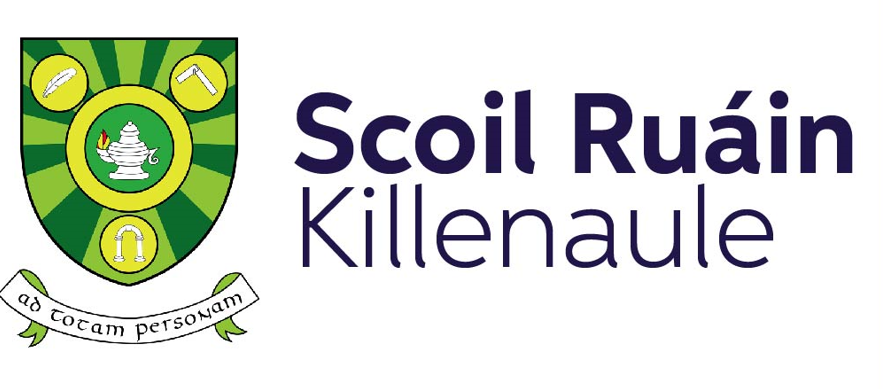 Scoil Ruáin
Killenaule
ad totam personam